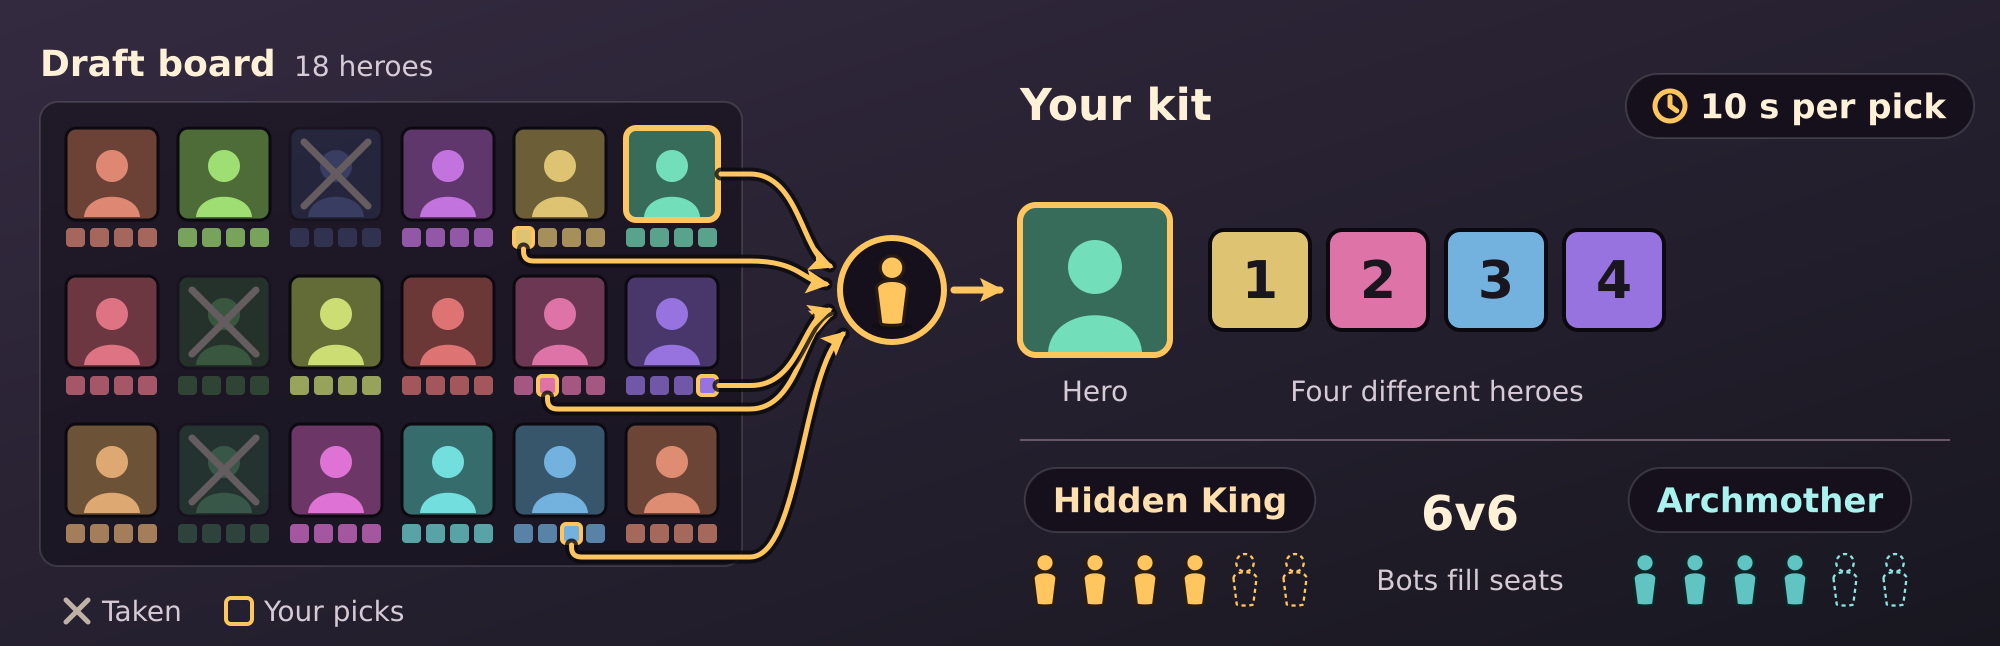 Draft board 18 heroes
Taken
Your picks
Your kit
10 s per pick
1 2 3 4
Hero
Four different heroes
Hidden King
6v6
Archmother
Bots fill seats